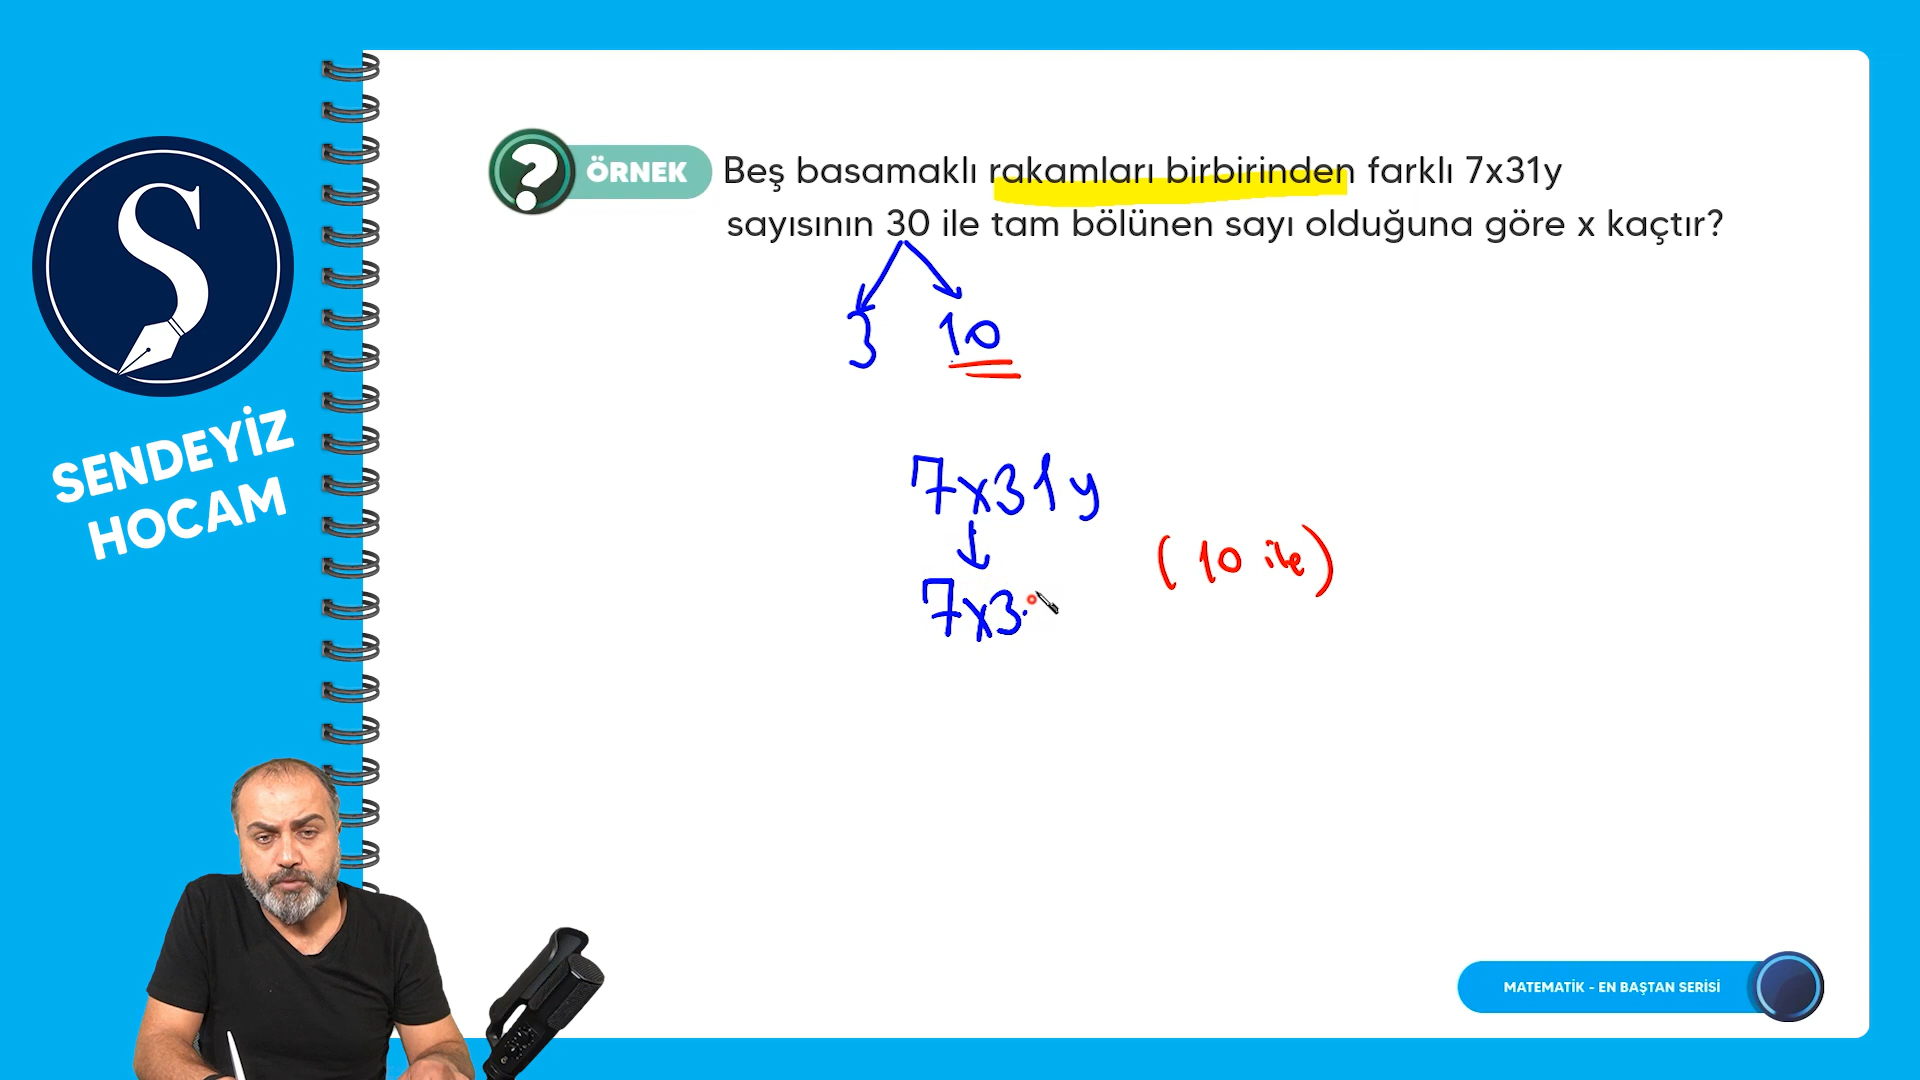 SENDEYİZ
HOCAM
? ÖRNEK
Beş basamaklı rakamları birbirinden farklı 7x31y
sayısının 30 ile tam bölünen sayı olduğuna göre x kaçtır?
3 10
7x31y
(10 ile)
7x3
MATEMATİK - EN BAŞTAN SERİSİ